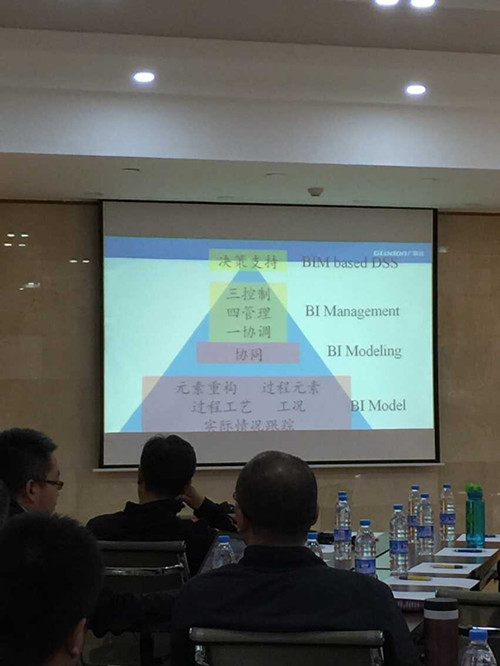 Glodon广联达
决策支持 BIM based DSS
三控制
四管理 BI Management
一协调
协同 BI Modeling
元素重构 过程元素
过程工艺 工况 BI Model
实际情况跟踪